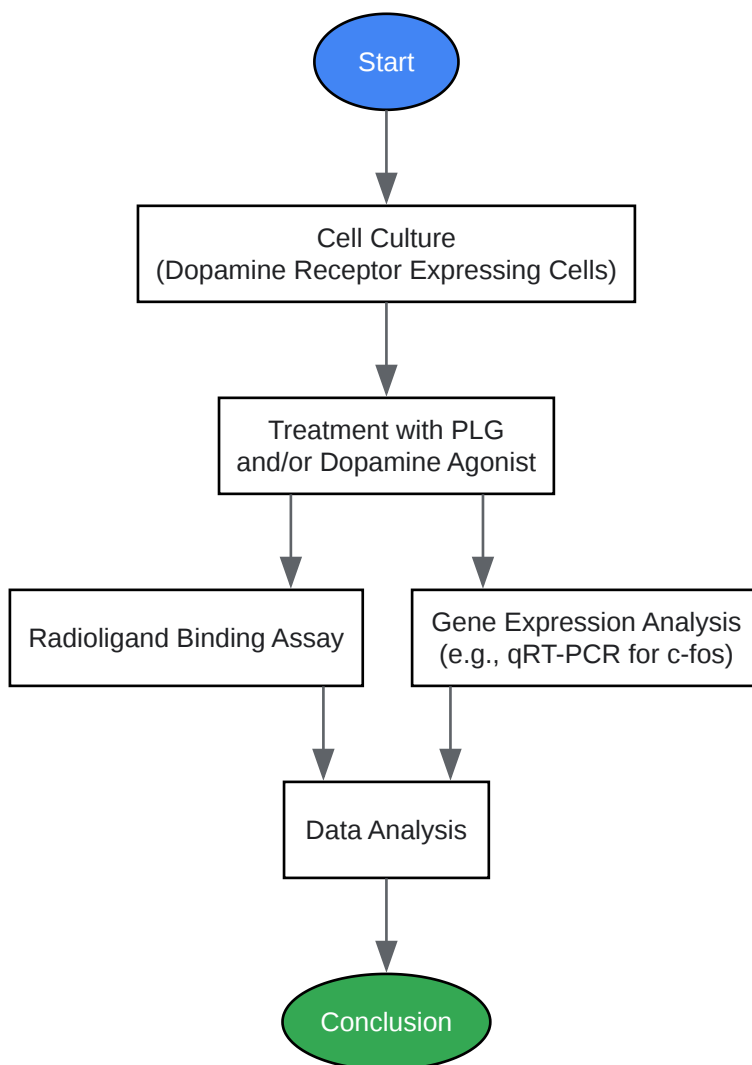 Start
Cell Culture
(Dopamine Receptor Expressing Cells)
Treatment with PLG
and/or Dopamine Agonist
Radioligand Binding Assay
Gene Expression Analysis
(e.g., qRT-PCR for c-fos)
Data Analysis
Conclusion